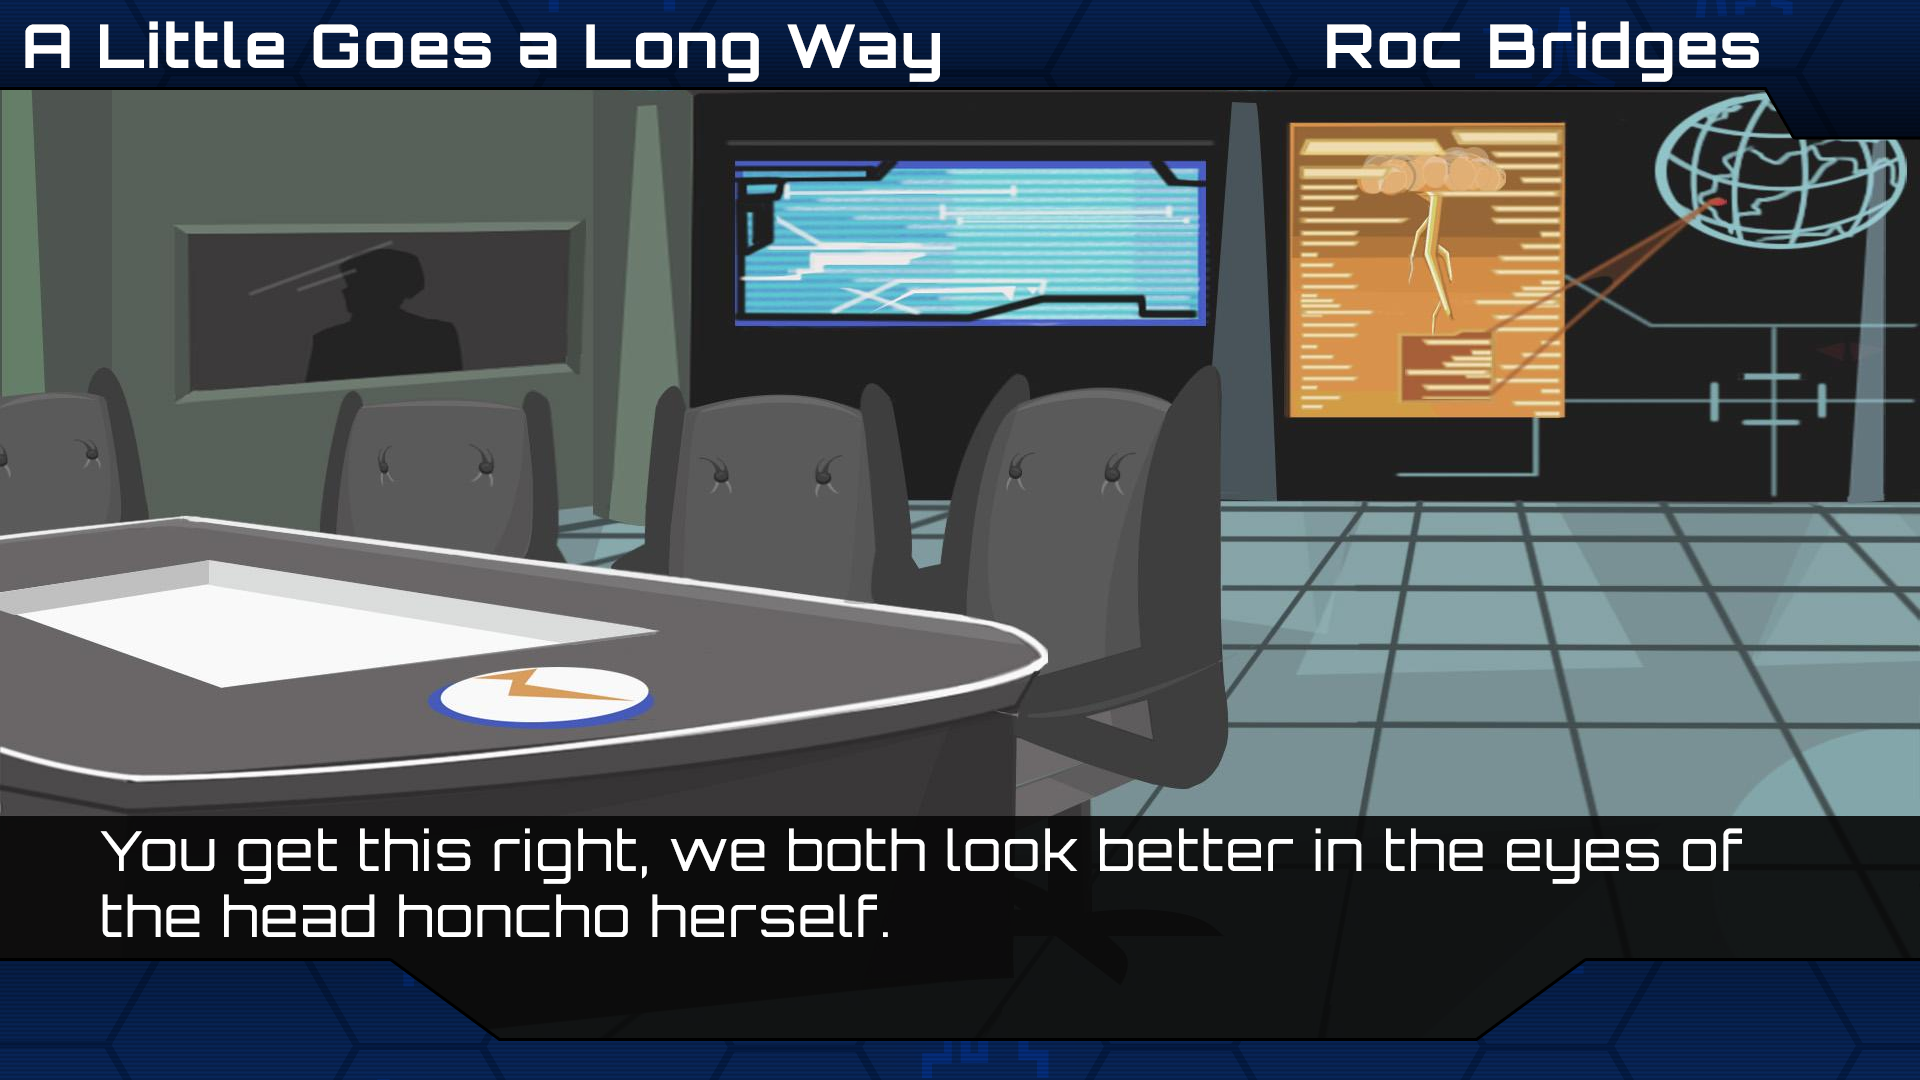 A Little Goes a Long Way
Roc Bridges
You get this right, we both look better in the eyes of
the head honcho herself.